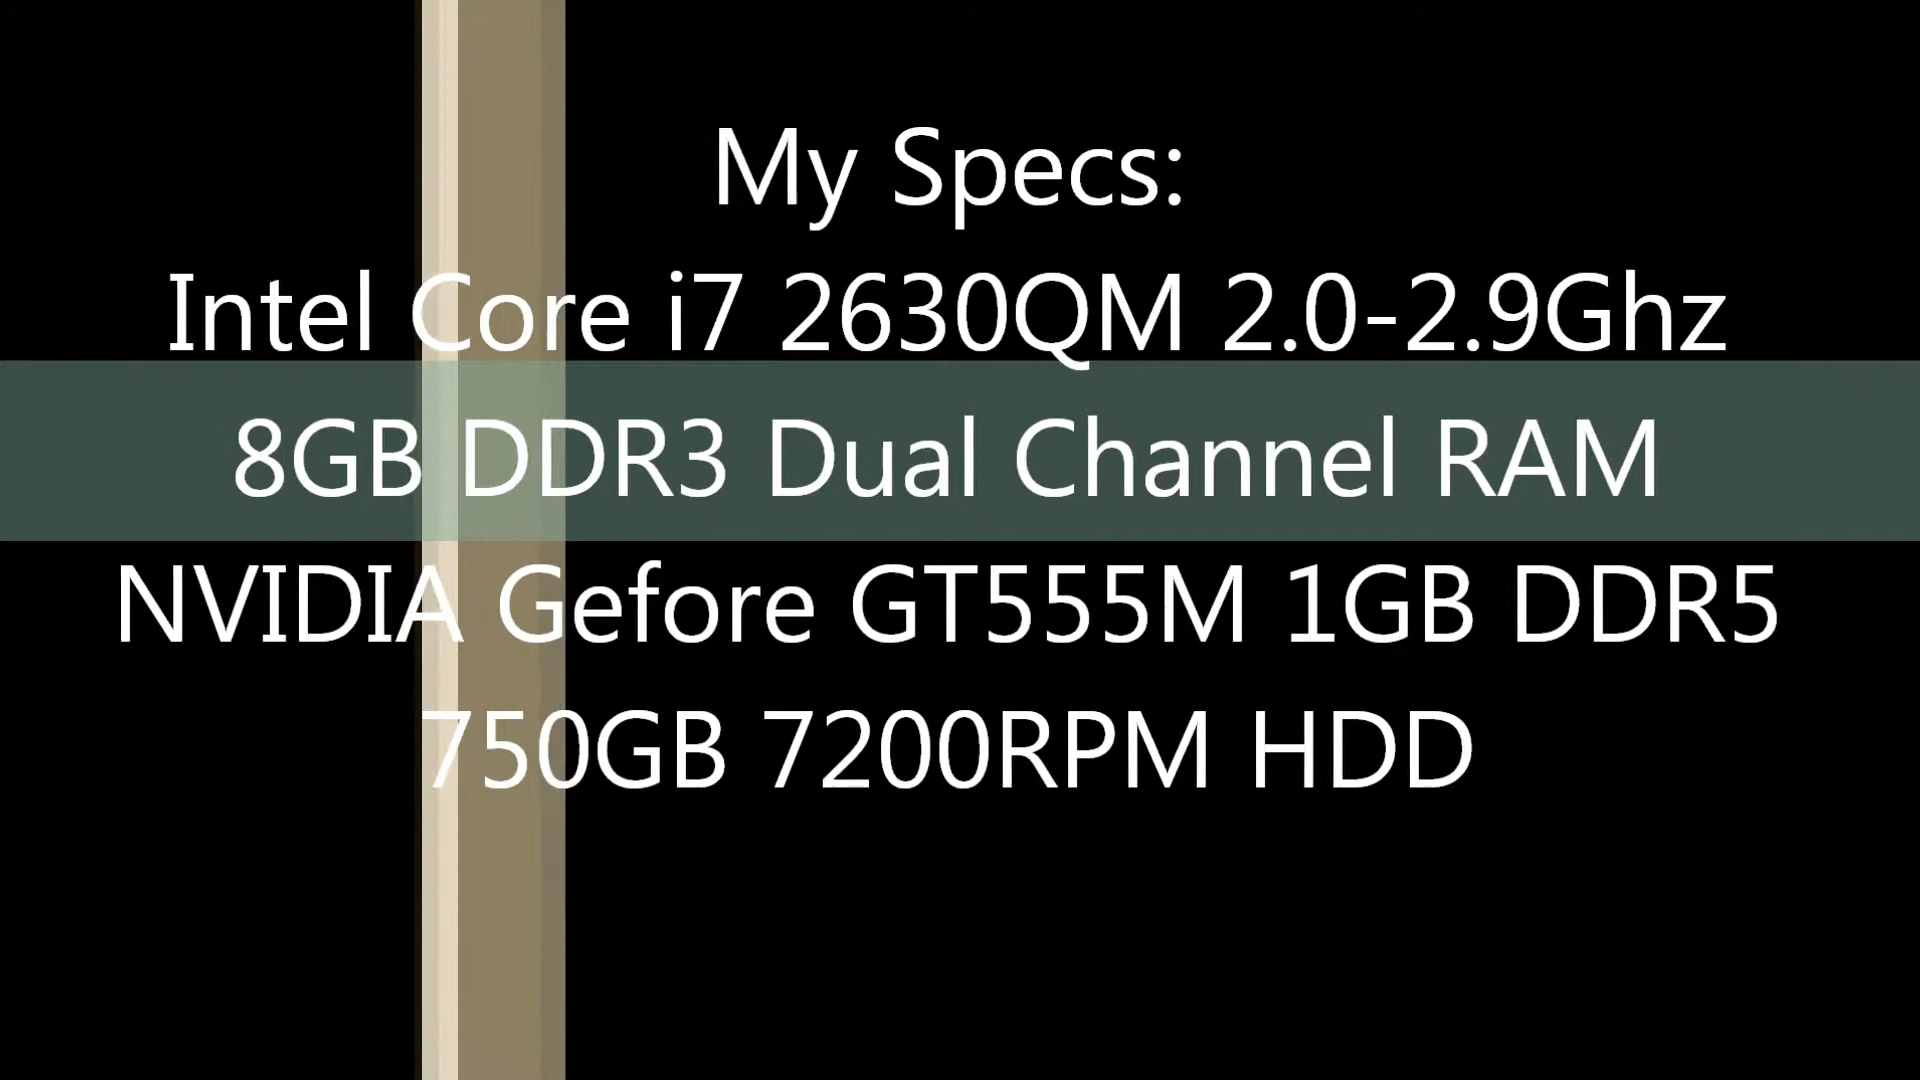 My Specs:
Intel Core i7 2630QM 2.0-2.9Ghz
8GB DDR3 Dual Channel RAM
NVIDIA Gefore GT555M 1GB DDR5
750GB 7200RPM HDD